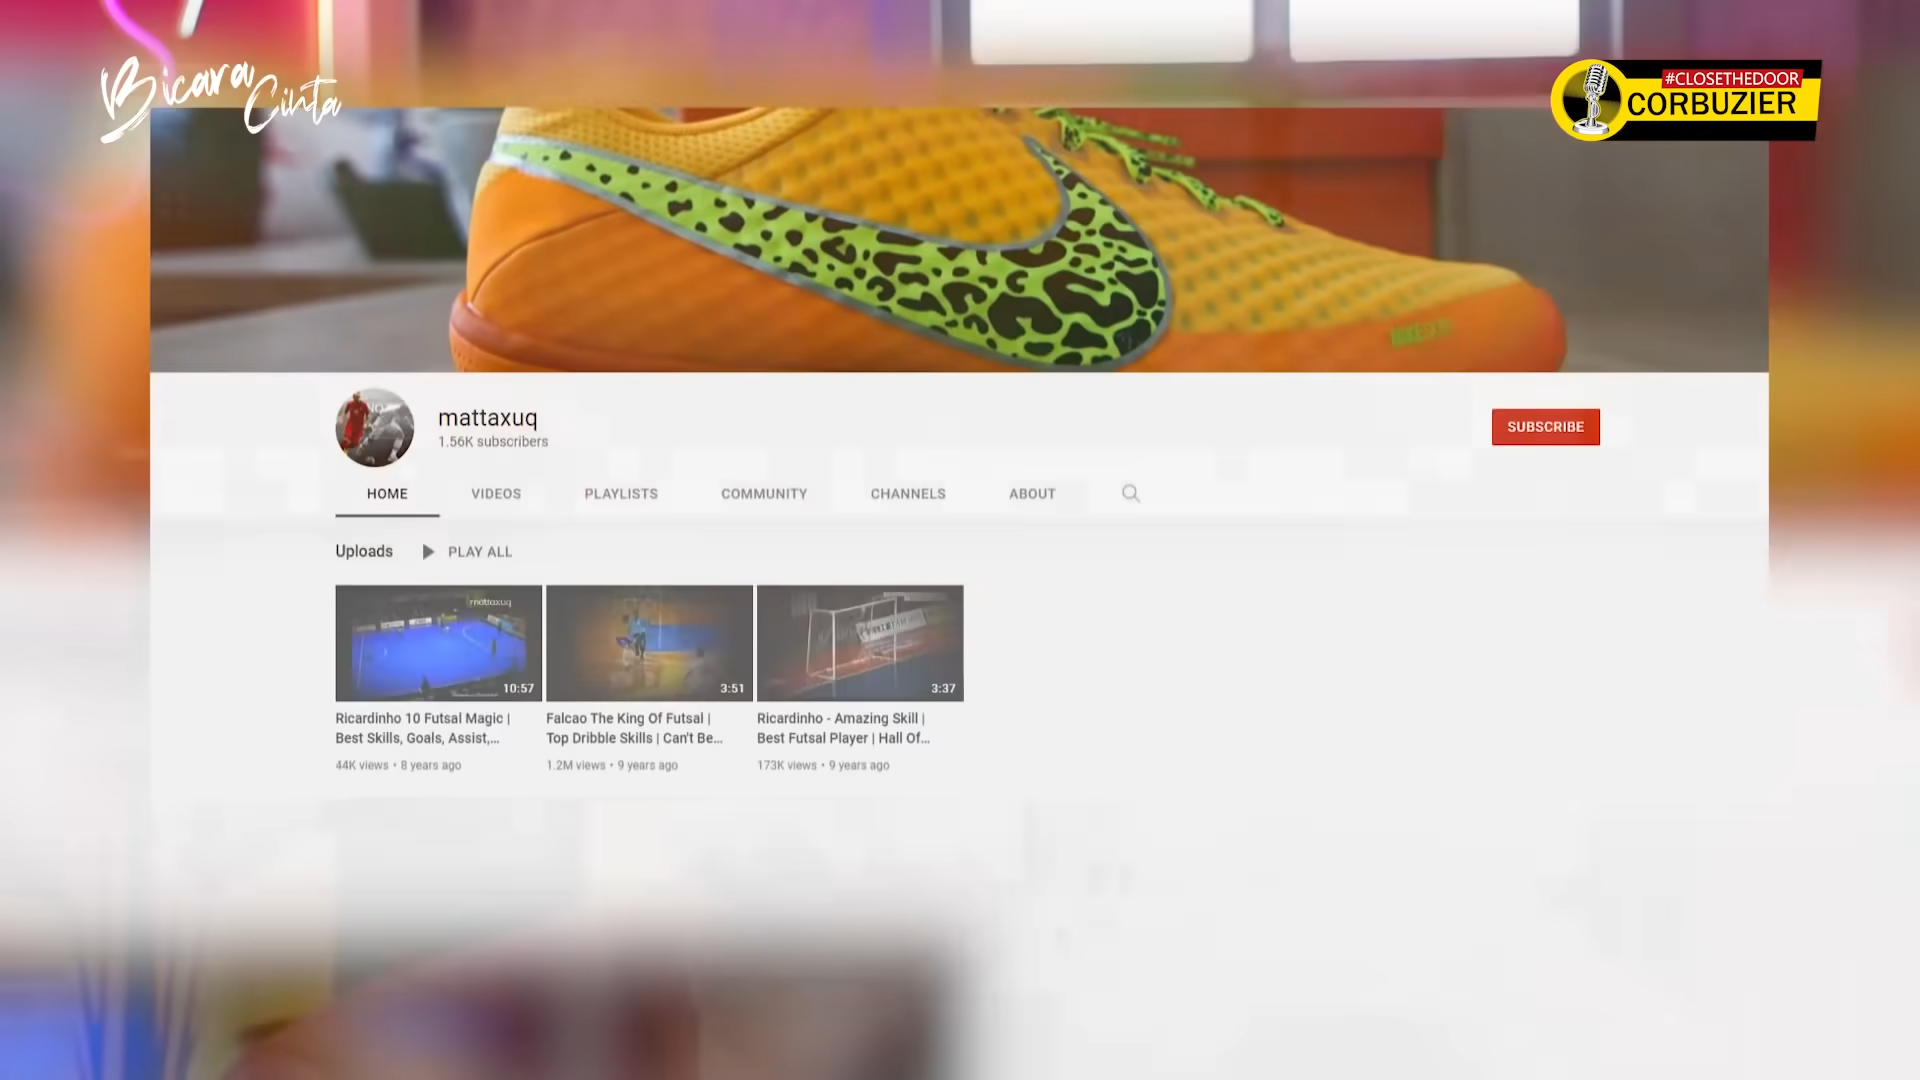 Bicara
Cinta
#CLOSETHEDOOR
CORBUZIER
mattaxuq
1.56K subscribers
SUBSCRIBE
HOME VIDEOS PLAYLISTS COMMUNITY CHANNELS ABOUT
Uploads PLAY ALL
mattaxuq
10:57
3:51
3:37
Ricardinho 10 Futsal Magic |
Best Skills, Goals, Assist,...
44K views • 8 years ago
Falcao The King Of Futsal |
Top Dribble Skills | Can't Be...
1.2M views • 9 years ago
Ricardinho - Amazing Skill |
Best Futsal Player | Hall Of...
173K views • 9 years ago